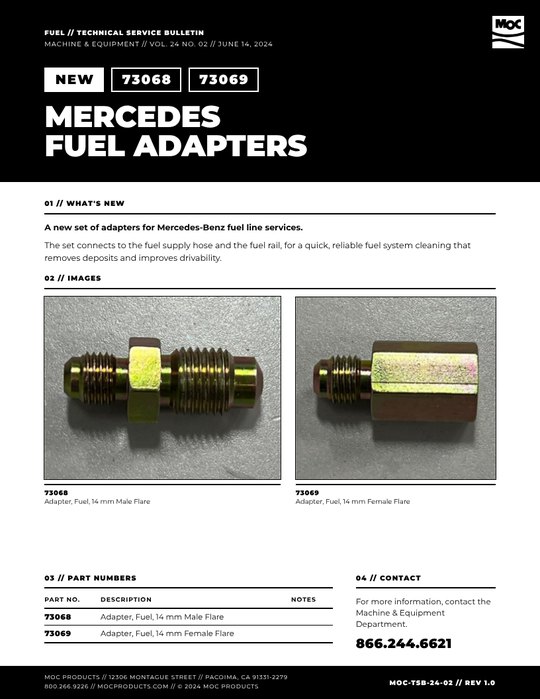 FUEL // TECHNICAL SERVICE BULLETIN
MACHINE & EQUIPMENT // VOL. 24 NO. 02 // JUNE 14, 2024
MOC
NEW 73068 73069
MERCEDES
FUEL ADAPTERS
01 // WHAT'S NEW
A new set of adapters for Mercedes-Benz fuel line services.
The set connects to the fuel supply hose and the fuel rail, for a quick, reliable fuel system cleaning that
removes deposits and improves drivability.
02 // IMAGES
73068
Adapter, Fuel, 14 mm Male Flare
73069
Adapter, Fuel, 14 mm Female Flare
03 // PART NUMBERS
PART NO. DESCRIPTION NOTES
73068 Adapter, Fuel, 14 mm Male Flare
73069 Adapter, Fuel, 14 mm Female Flare
04 // CONTACT
For more information, contact the
Machine & Equipment
Department.
866.244.6621
MOC PRODUCTS // 12306 MONTAGUE STREET // PACOIMA, CA 91331-2279
800.266.9226 // MOCPRODUCTS.COM // © 2024 MOC PRODUCTS
MOC-TSB-24-02 // REV 1.0